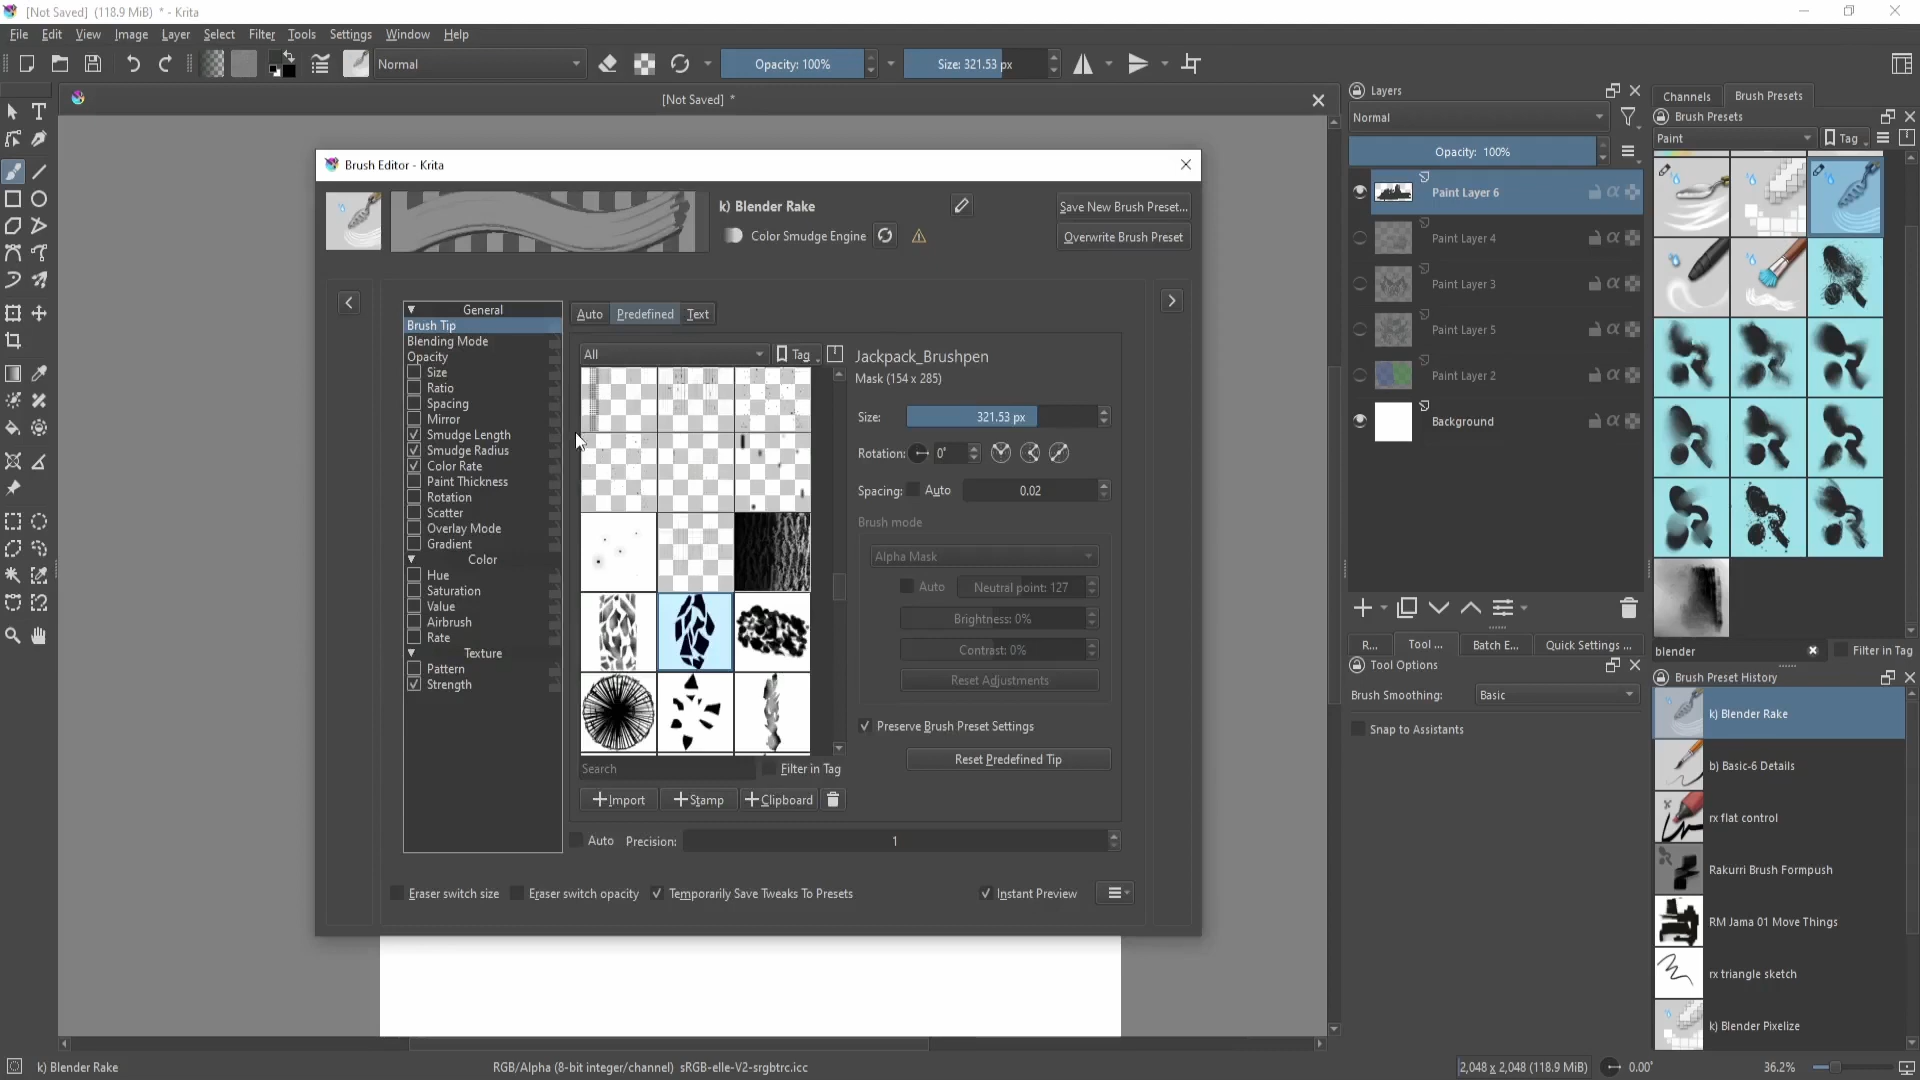 [Not Saved]  (118.9 MiB)  * - Krita
File Edit View Image Layer Select Filter Tools Settings Window Help
Normal
Opacity: 100%
Size: 321.53 px
[Not Saved]  *
Brush Editor - Krita
k) Blender Rake
Color Smudge Engine
Save New Brush Preset...
Overwrite Brush Preset
General
Brush Tip
Blending Mode
Opacity
Size
Ratio
Spacing
Mirror
Smudge Length
Smudge Radius
Color Rate
Paint Thickness
Rotation
Scatter
Overlay Mode
Gradient
Color
Hue
Saturation
Value
Airbrush
Rate
Texture
Pattern
Strength
Auto Predefined Text
All
Tag
Search
Filter in Tag
Import
Stamp
Clipboard
Jackpack_Brushpen
Mask (154 x 285)
Size: 321.53 px
Rotation: 0°
Spacing: Auto 0.02
Brush mode
Alpha Mask
Auto Neutral point: 127
Brightness: 0%
Contrast: 0%
Reset Adjustments
Preserve Brush Preset Settings
Reset Predefined Tip
Auto Precision: 1
Eraser switch size
Eraser switch opacity
Temporarily Save Tweaks To Presets
Instant Preview
Layers
Normal
Opacity:  100%
Paint Layer 6
Paint Layer 4
Paint Layer 3
Paint Layer 5
Paint Layer 2
Background
R...
Tool ...
Batch E...
Quick Settings ...
Tool Options
Brush Smoothing: Basic
Snap to Assistants
Channels
Brush Presets
Brush Presets
Paint
Tag
blender
Filter in Tag
Brush Preset History
k) Blender Rake
b) Basic-6 Details
rx flat control
Rakurri Brush Formpush
RM Jama 01 Move Things
rx triangle sketch
k) Blender Pixelize
k) Blender Rake
RGB/Alpha (8-bit integer/channel)  sRGB-elle-V2-srgbtrc.icc
2,048 x 2,048 (118.9 MiB)
0.00°
36.2%